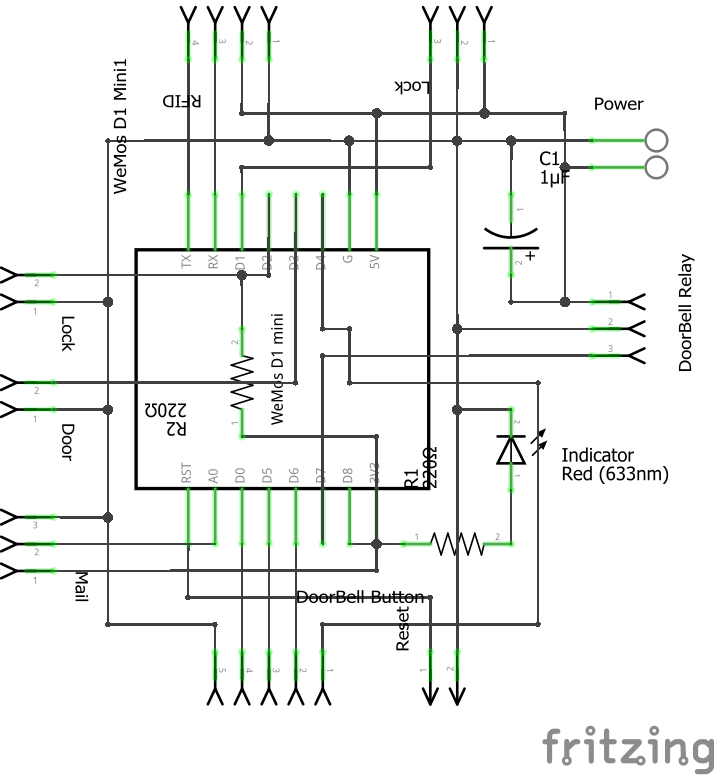 4 3 2 1
3 2 1
WeMos D1 Mini1
RFID
Lock
Power
C1
1µF
1
2
+
TX RX D1 D2 D3 D4 G 5V
2
1
Lock
1
2
3
DoorBell Relay
2
WeMos D1 mini
2
1
Door
R2
220Ω
1
2
1
Indicator
Red (633nm)
RST A0 D0 D5 D6 D7 D8 3V3
R1
220Ω
3
2
1
Mail
1 2
DoorBell Button
Reset
5 4 3 2 1
1 2
fritzing